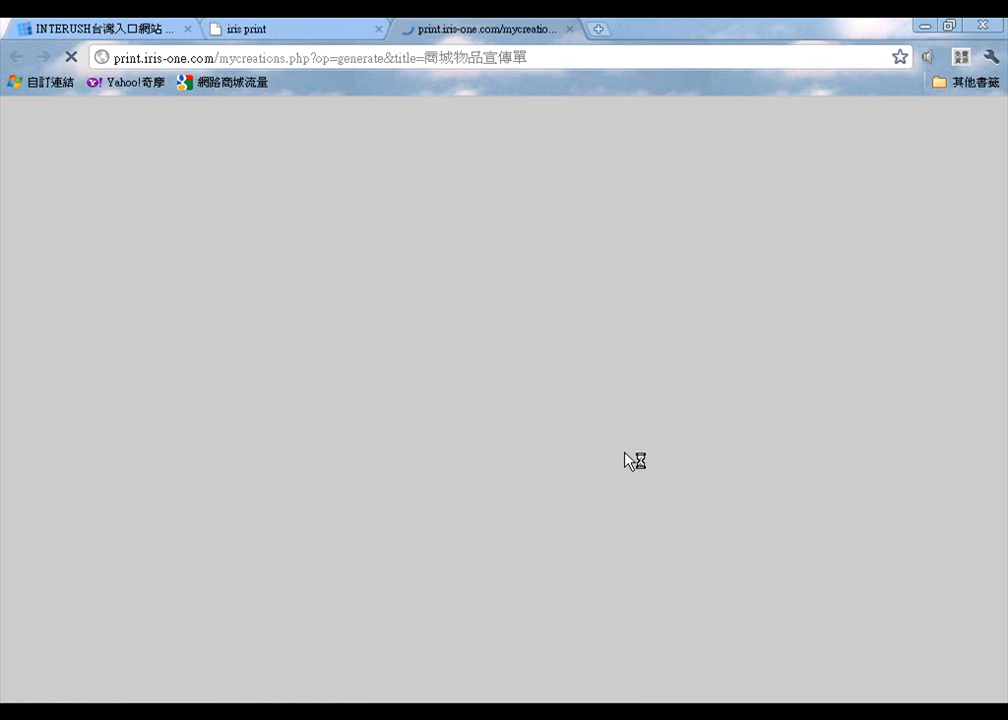 INTERUSH台灣入口網站 ...
iris print
print.iris-one.com/mycreatio...
print.iris-one.com/mycreations.php?op=generate&title=商城物品宣傳單
自訂連結
Y! Yahoo!奇摩
網路商城流量
其他書籤